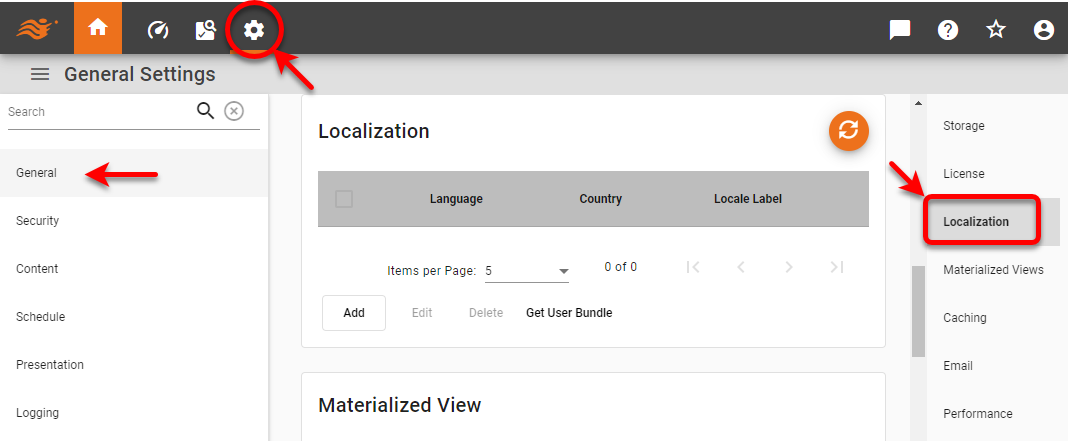 General Settings
Search
General
Security
Content
Schedule
Presentation
Logging
Localization
Language Country Locale Label
Items per Page: 5 0 of 0
Add Edit Delete Get User Bundle
Materialized View
Storage
License
Localization
Materialized Views
Caching
Email
Performance